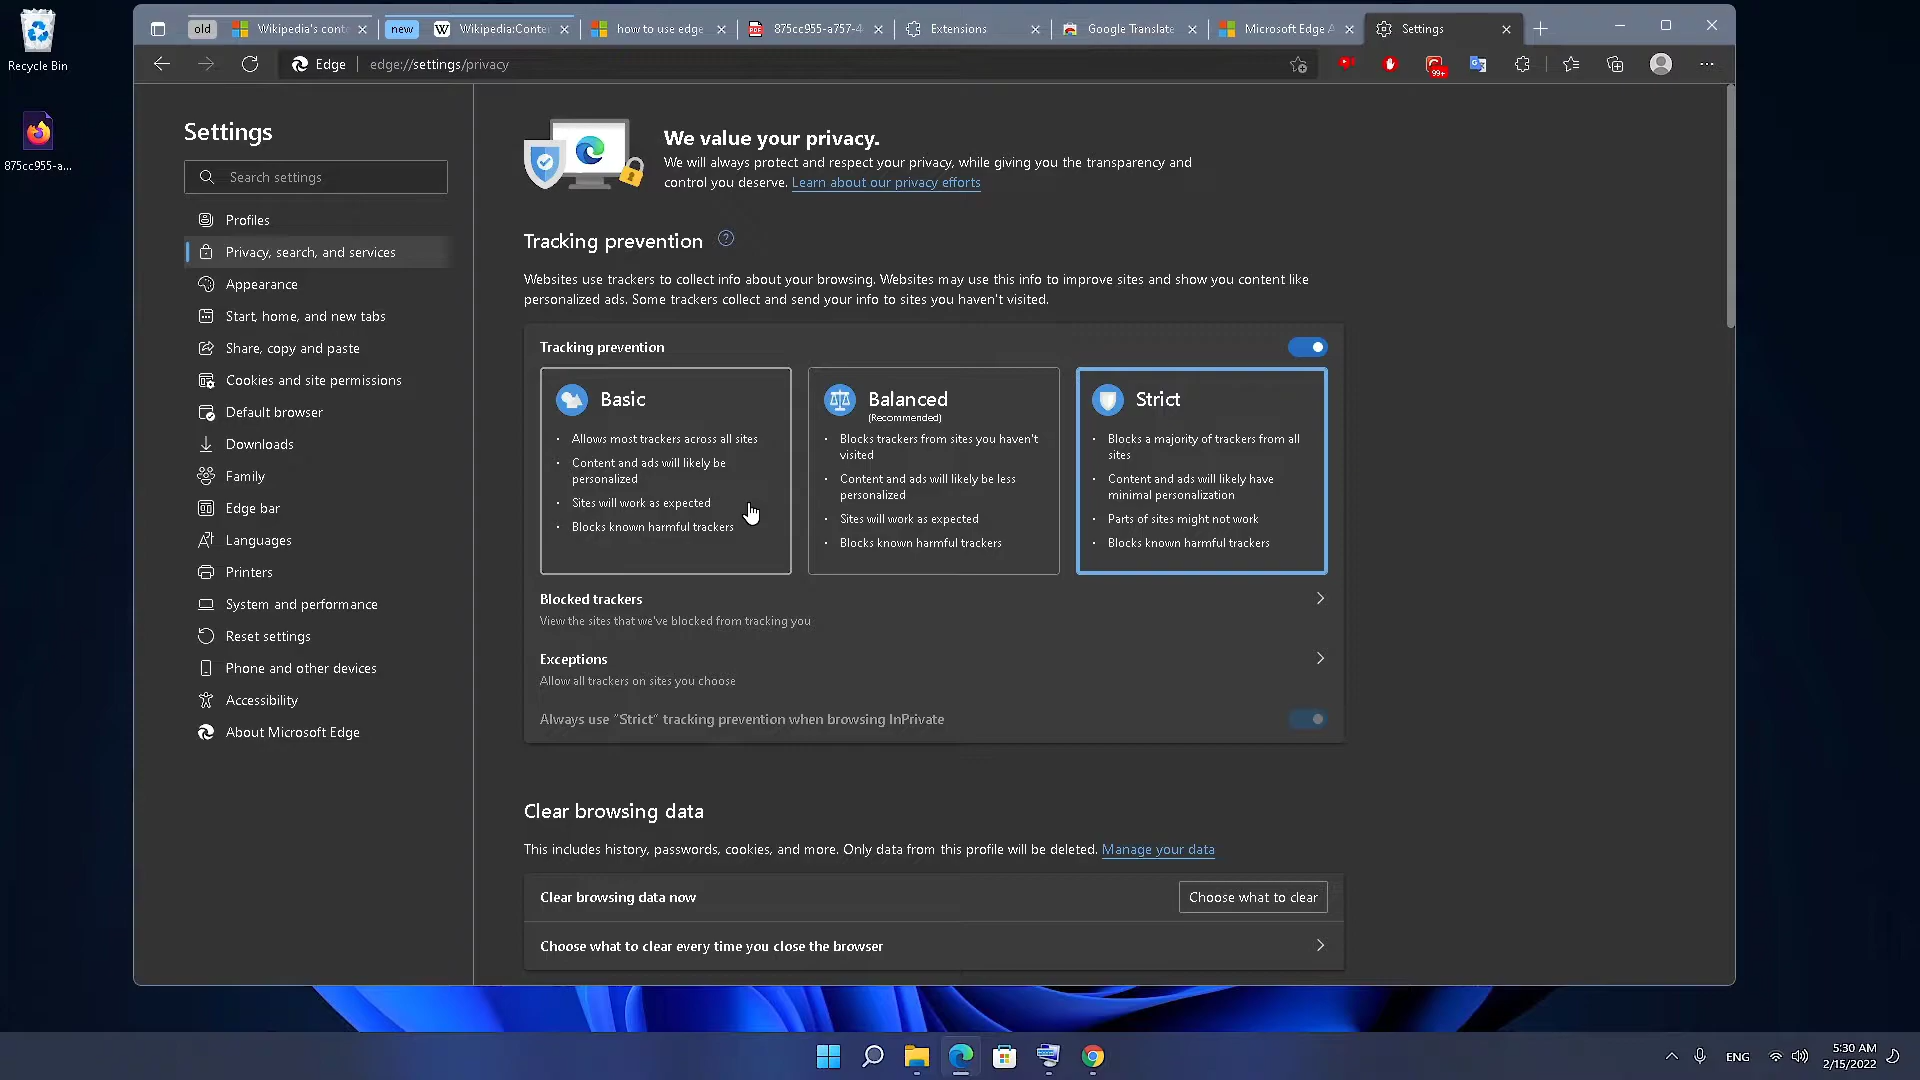 Recycle Bin
875cc955-a...
old
Wikipedia's cont
new
Wikipedia:Conte
how to use edge
875cc955-a757-4
Extensions
Google Translate
Microsoft Edge A
Settings
Edge
edge://settings/privacy
99+
Settings
Search settings
Profiles
Privacy, search, and services
Appearance
Start, home, and new tabs
Share, copy and paste
Cookies and site permissions
Default browser
Downloads
Family
Edge bar
Languages
Printers
System and performance
Reset settings
Phone and other devices
Accessibility
About Microsoft Edge
We value your privacy.
We will always protect and respect your privacy, while giving you the transparency and
control you deserve. Learn about our privacy efforts
Tracking prevention
Websites use trackers to collect info about your browsing. Websites may use this info to improve sites and show you content like
personalized ads. Some trackers collect and send your info to sites you haven't visited.
Tracking prevention
Basic
• Allows most trackers across all sites
• Content and ads will likely be
personalized
• Sites will work as expected
• Blocks known harmful trackers
Balanced
(Recommended)
• Blocks trackers from sites you haven't
visited
• Content and ads will likely be less
personalized
• Sites will work as expected
• Blocks known harmful trackers
Strict
• Blocks a majority of trackers from all
sites
• Content and ads will likely have
minimal personalization
• Parts of sites might not work
• Blocks known harmful trackers
Blocked trackers
View the sites that we've blocked from tracking you
Exceptions
Allow all trackers on sites you choose
Always use "Strict" tracking prevention when browsing InPrivate
Clear browsing data
This includes history, passwords, cookies, and more. Only data from this profile will be deleted. Manage your data
Clear browsing data now
Choose what to clear
Choose what to clear every time you close the browser
ENG
5:30 AM
2/15/2022